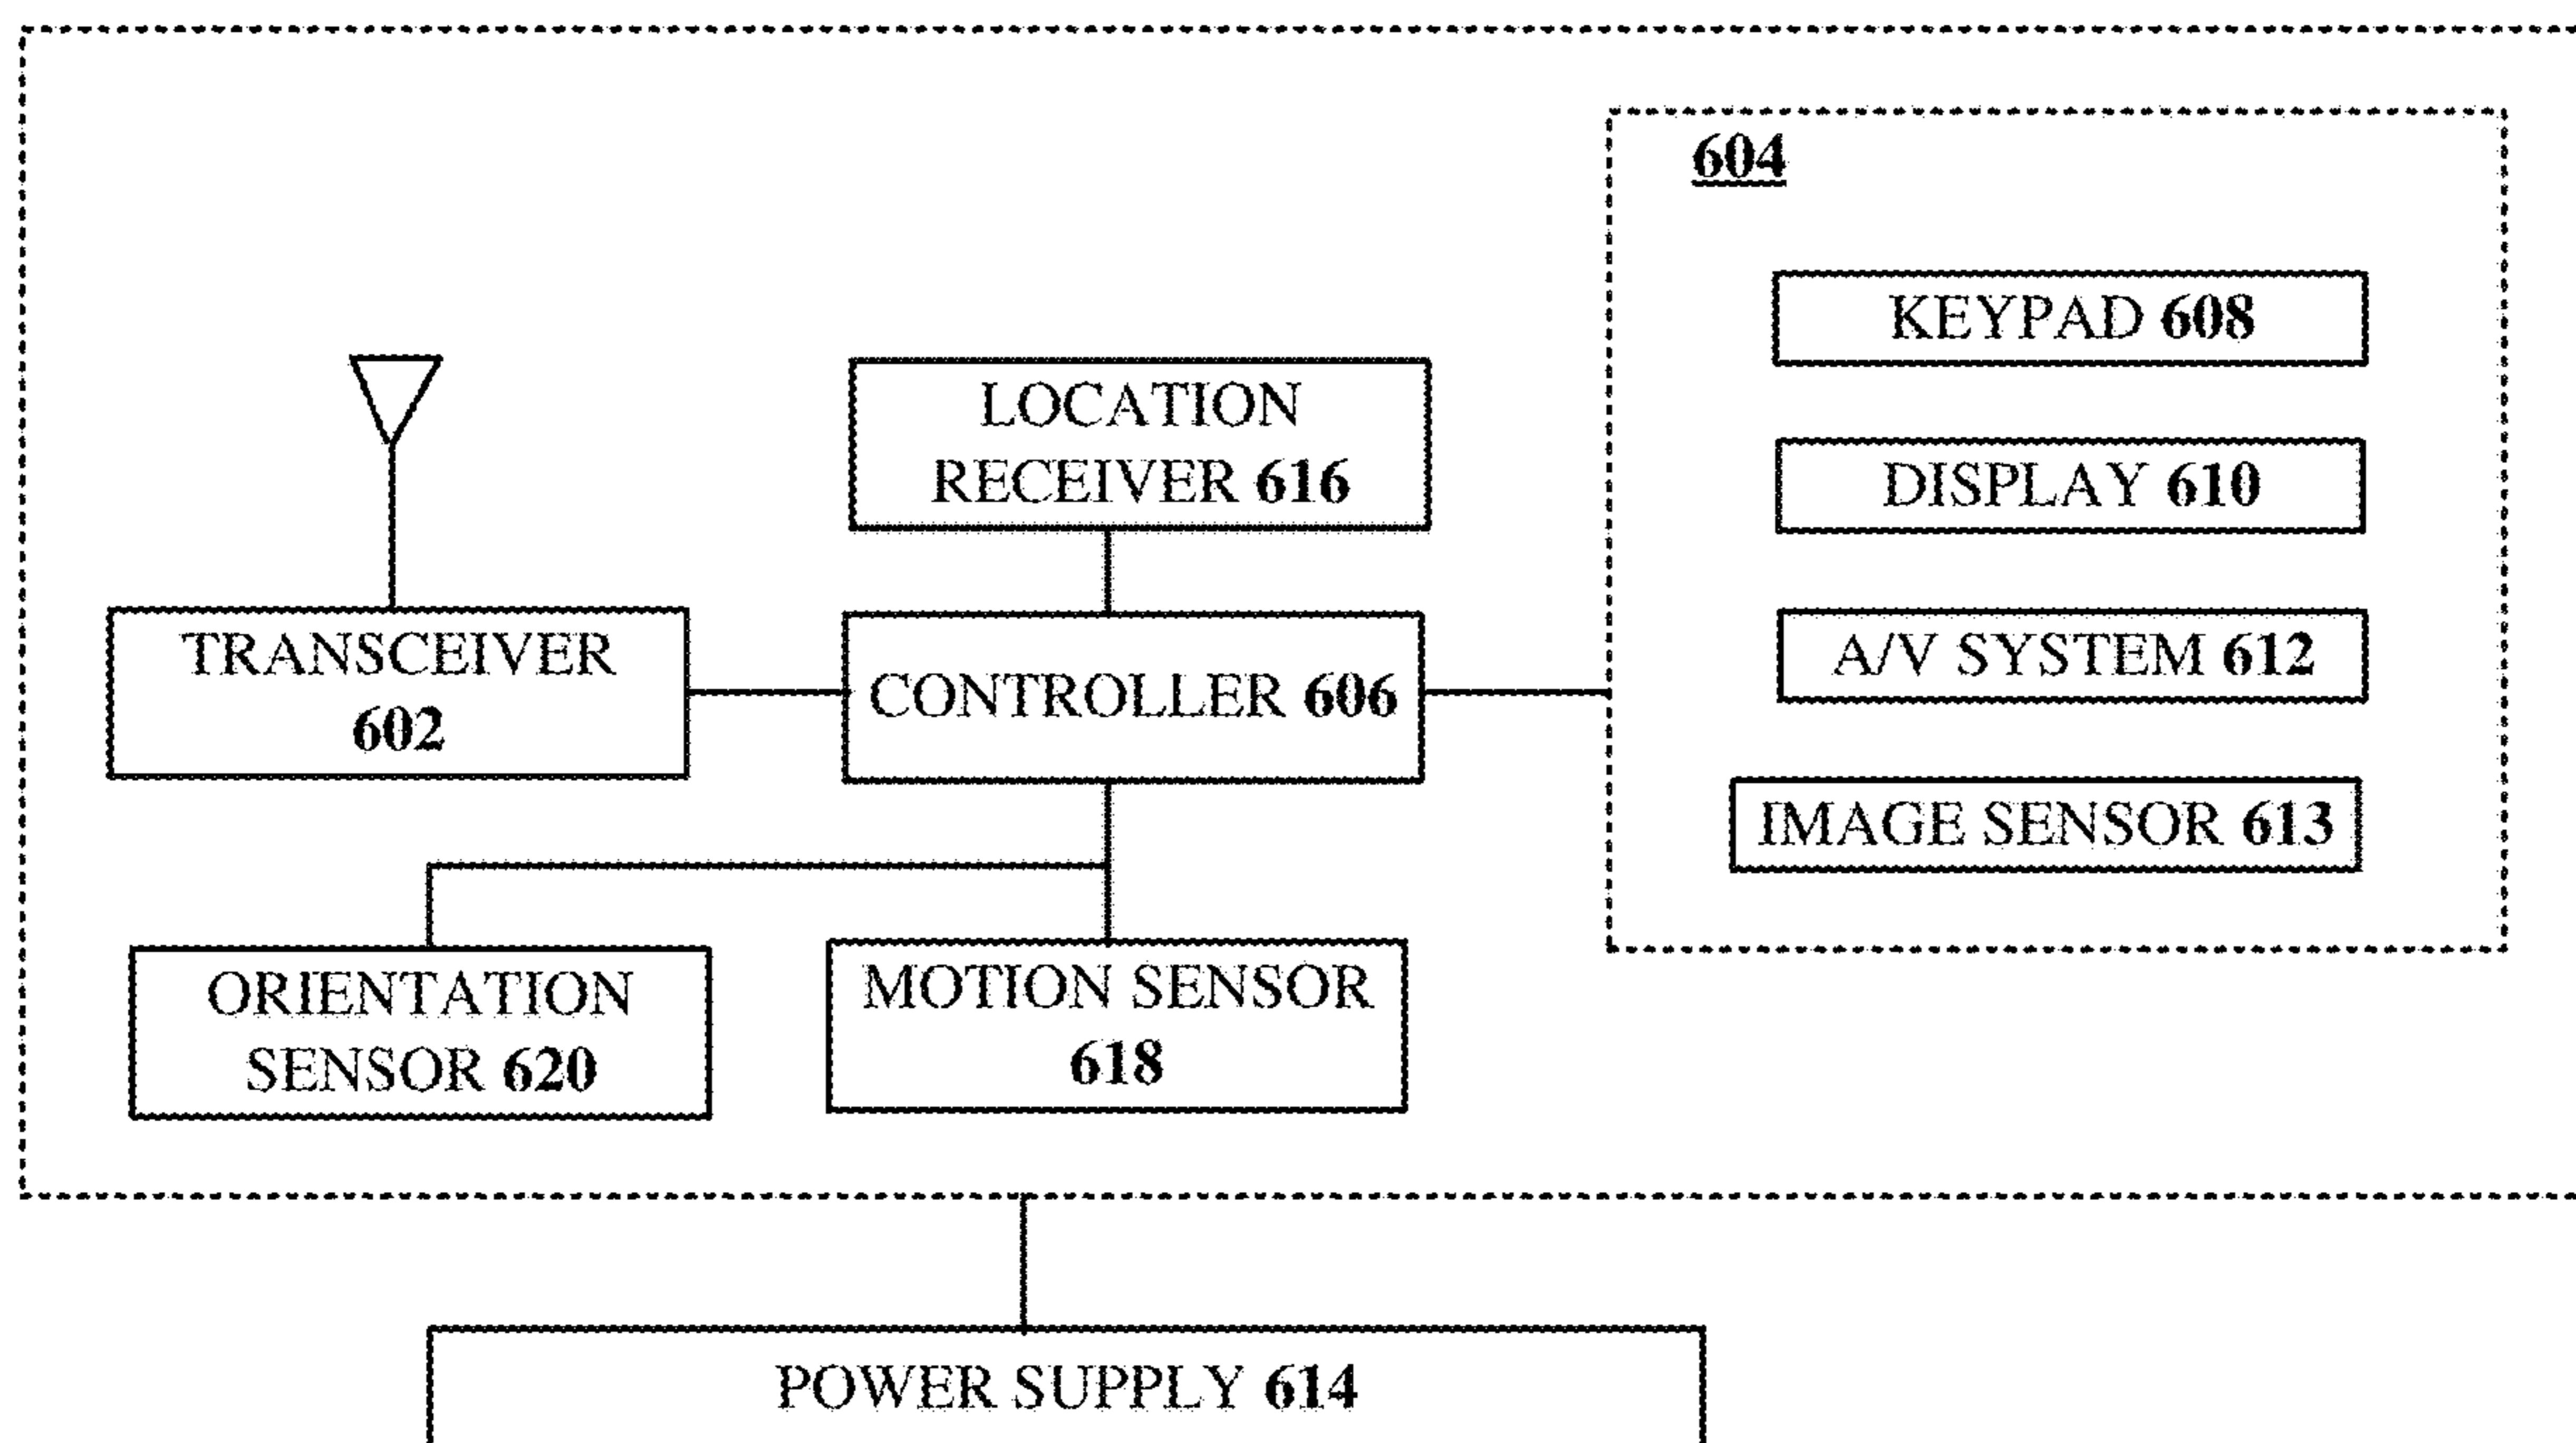 604
KEYPAD 608
DISPLAY 610
A/V SYSTEM 612
IMAGE SENSOR 613
LOCATION
RECEIVER 616
TRANSCEIVER
602
CONTROLLER 606
ORIENTATION
SENSOR 620
MOTION SENSOR
618
POWER SUPPLY 614